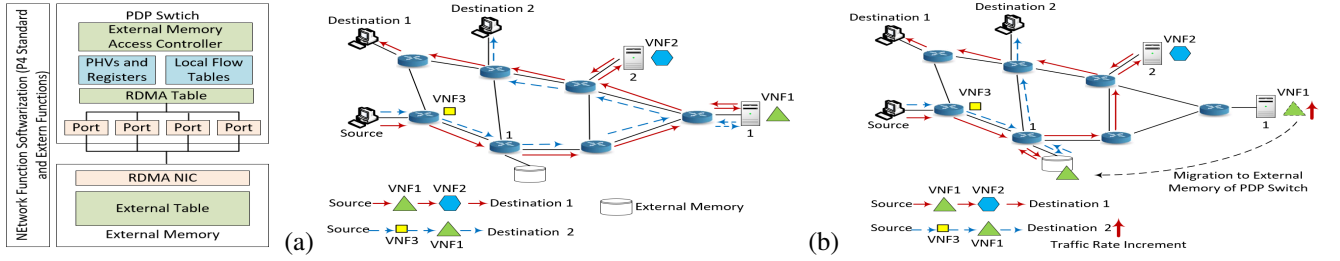 NEtwork Function Softwarization (P4 Standard
and Extern Functions)
PDP Swtich
External Memory
Access Controller
PHVs and
Registers
Local Flow
Tables
RDMA Table
Port
Port
Port
Port
RDMA NIC
External Table
External Memory
(a)
Destination 1
Destination 2
VNF2
2
VNF3
VNF1
Source
1
1
VNF1
VNF2
Source
Destination 1
External Memory
Source
Destination 2
VNF3
VNF1
(b)
Destination 1
Destination 2
VNF2
2
VNF3
VNF1
Source
1
1
Migration to External
Memory of PDP Switch
VNF1
VNF2
Source
Destination 1
Source
Destination 2
VNF3
VNF1
Traffic Rate Increment